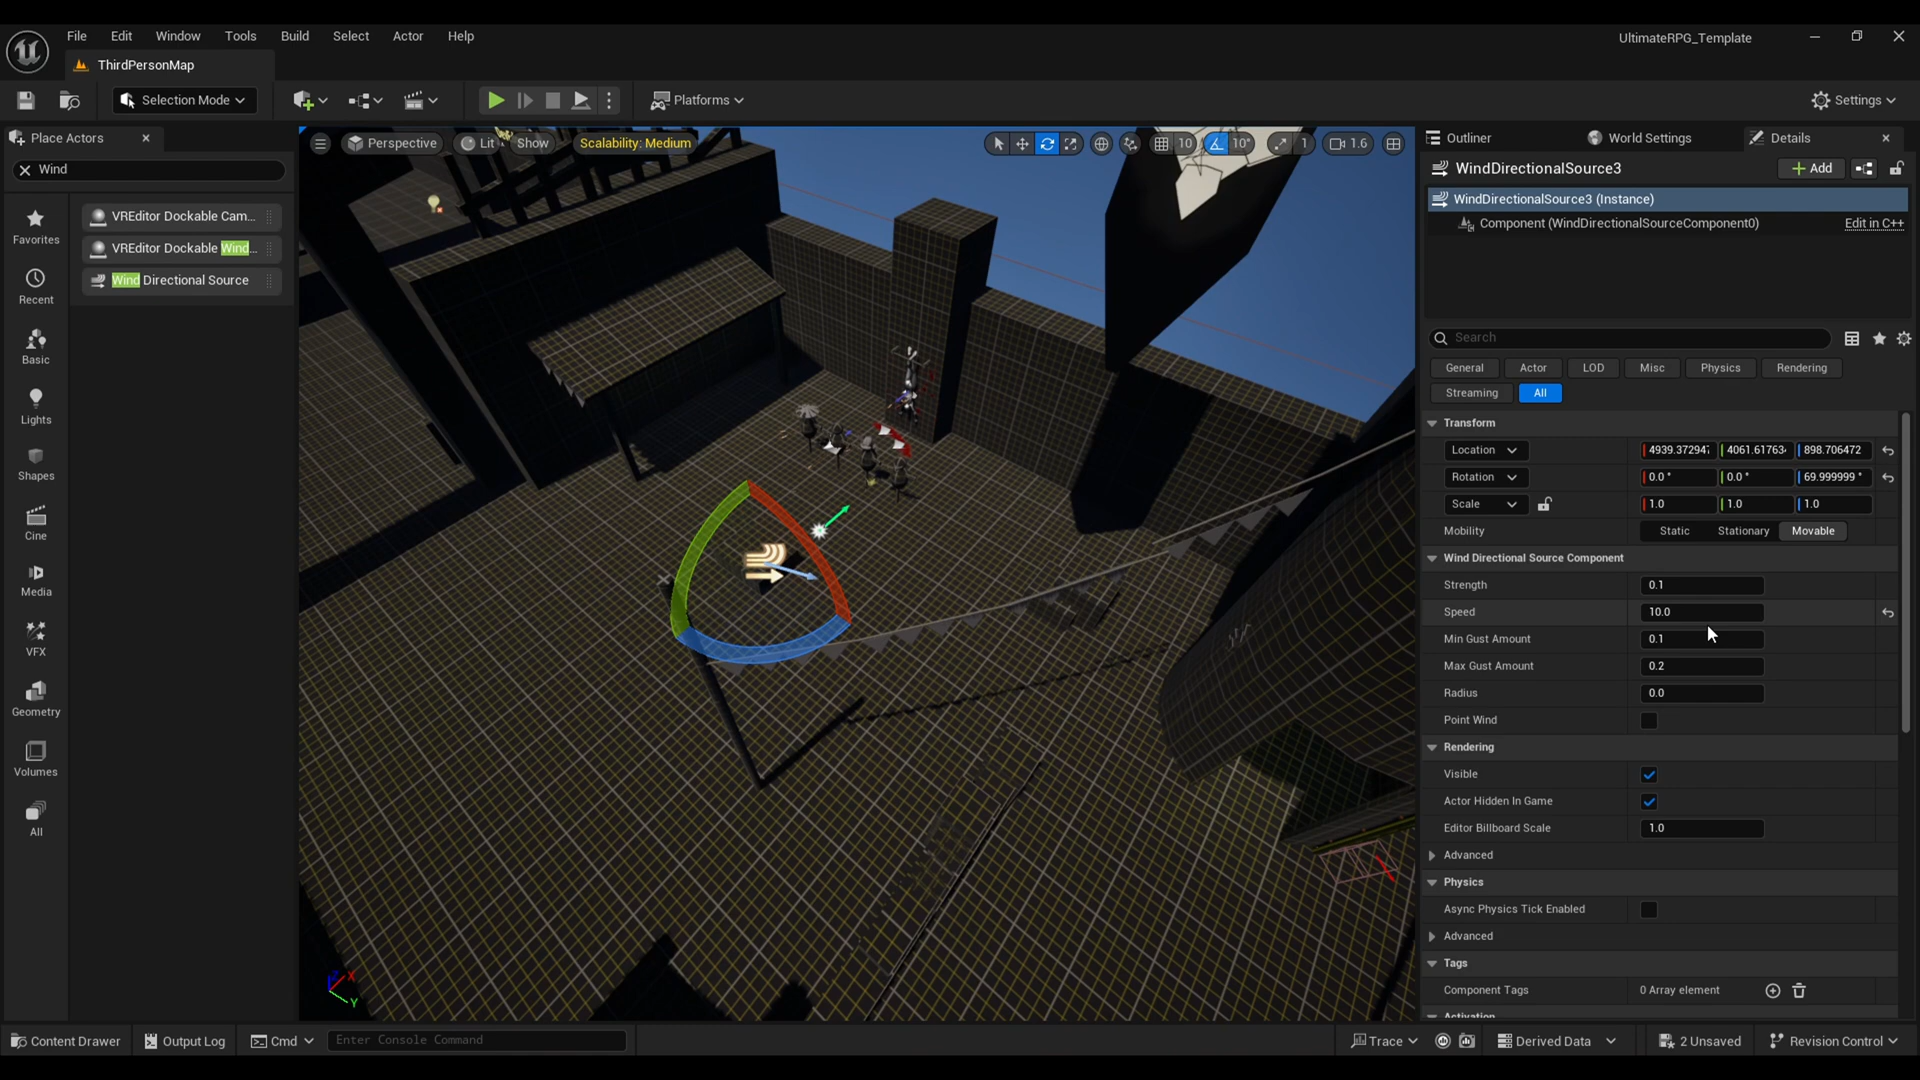 File Edit Window Tools Build Select Actor Help
UltimateRPG_Template
ThirdPersonMap
Selection Mode
Platforms
Settings
Place Actors
Perspective Lit Show Scalability: Medium
10 10° 1 1.6
Outliner World Settings Details
Wind
WindDirectionalSource3
Add
Favorites
Recent
Basic
Lights
Shapes
Cine
Media
VFX
Geometry
Volumes
All
VREditor Dockable Cam...
VREditor Dockable Wind...
Wind Directional Source
WindDirectionalSource3 (Instance)
Component (WindDirectionalSourceComponent0) Edit in C++
Search
General Actor LOD Misc Physics Rendering
Streaming All
Transform
Location 4939.372947 4061.61763 898.706472
Rotation 0.0 ° 0.0 ° 69.999999 °
Scale 1.0 1.0 1.0
Mobility Static Stationary Movable
Wind Directional Source Component
Strength 0.1
Speed 10.0
Min Gust Amount 0.1
Max Gust Amount 0.2
Radius 0.0
Point Wind
Rendering
Visible
Actor Hidden In Game
Editor Billboard Scale 1.0
Advanced
Physics
Async Physics Tick Enabled
Advanced
Tags
Component Tags 0 Array element
Activation
Z X
Y
Content Drawer Output Log Cmd Enter Console Command
Trace Derived Data 2 Unsaved Revision Control